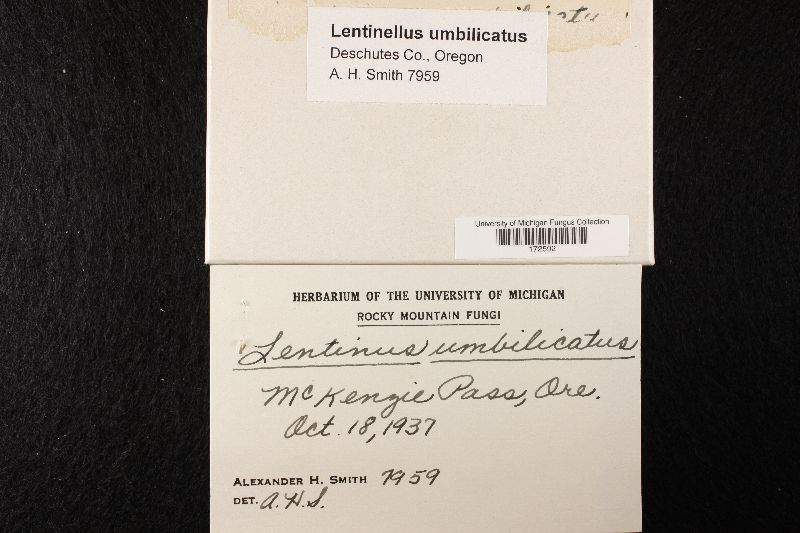 Lentinellus umbilicatus
Deschutes Co., Oregon
A. H. Smith 7959
University of Michigan Fungus Collection
172592
HERBARIUM OF THE UNIVERSITY OF MICHIGAN
ROCKY MOUNTAIN FUNGI
Lentinus umbilicatus
McKenzie Pass, Ore.
Oct. 18, 1937
ALEXANDER H. SMITH 7959
DET. A. H. S.